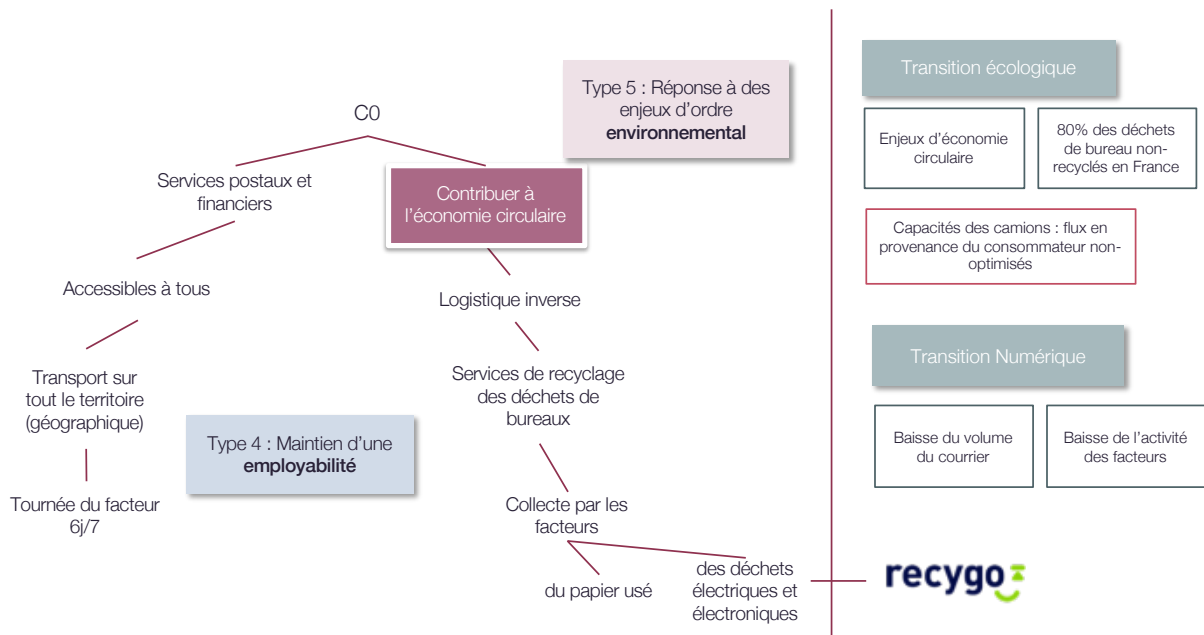 C0
Services postaux et
financiers
Accessibles à tous
Transport sur
tout le territoire
(géographique)
Tournée du facteur
6j/7
Type 4 : Maintien d’une
employabilité
Type 5 : Réponse à des
enjeux d’ordre
environnemental
Contribuer à
l’économie circulaire
Logistique inverse
Services de recyclage
des déchets de
bureaux
Collecte par les
facteurs
du papier usé
des déchets
électriques et
électroniques
Transition écologique
Enjeux d’économie
circulaire
80% des déchets
de bureau non-
recyclés en France
Capacités des camions : flux en
provenance du consommateur non-
optimisés
Transition Numérique
Baisse du volume
du courrier
Baisse de l’activité
des facteurs
recygo